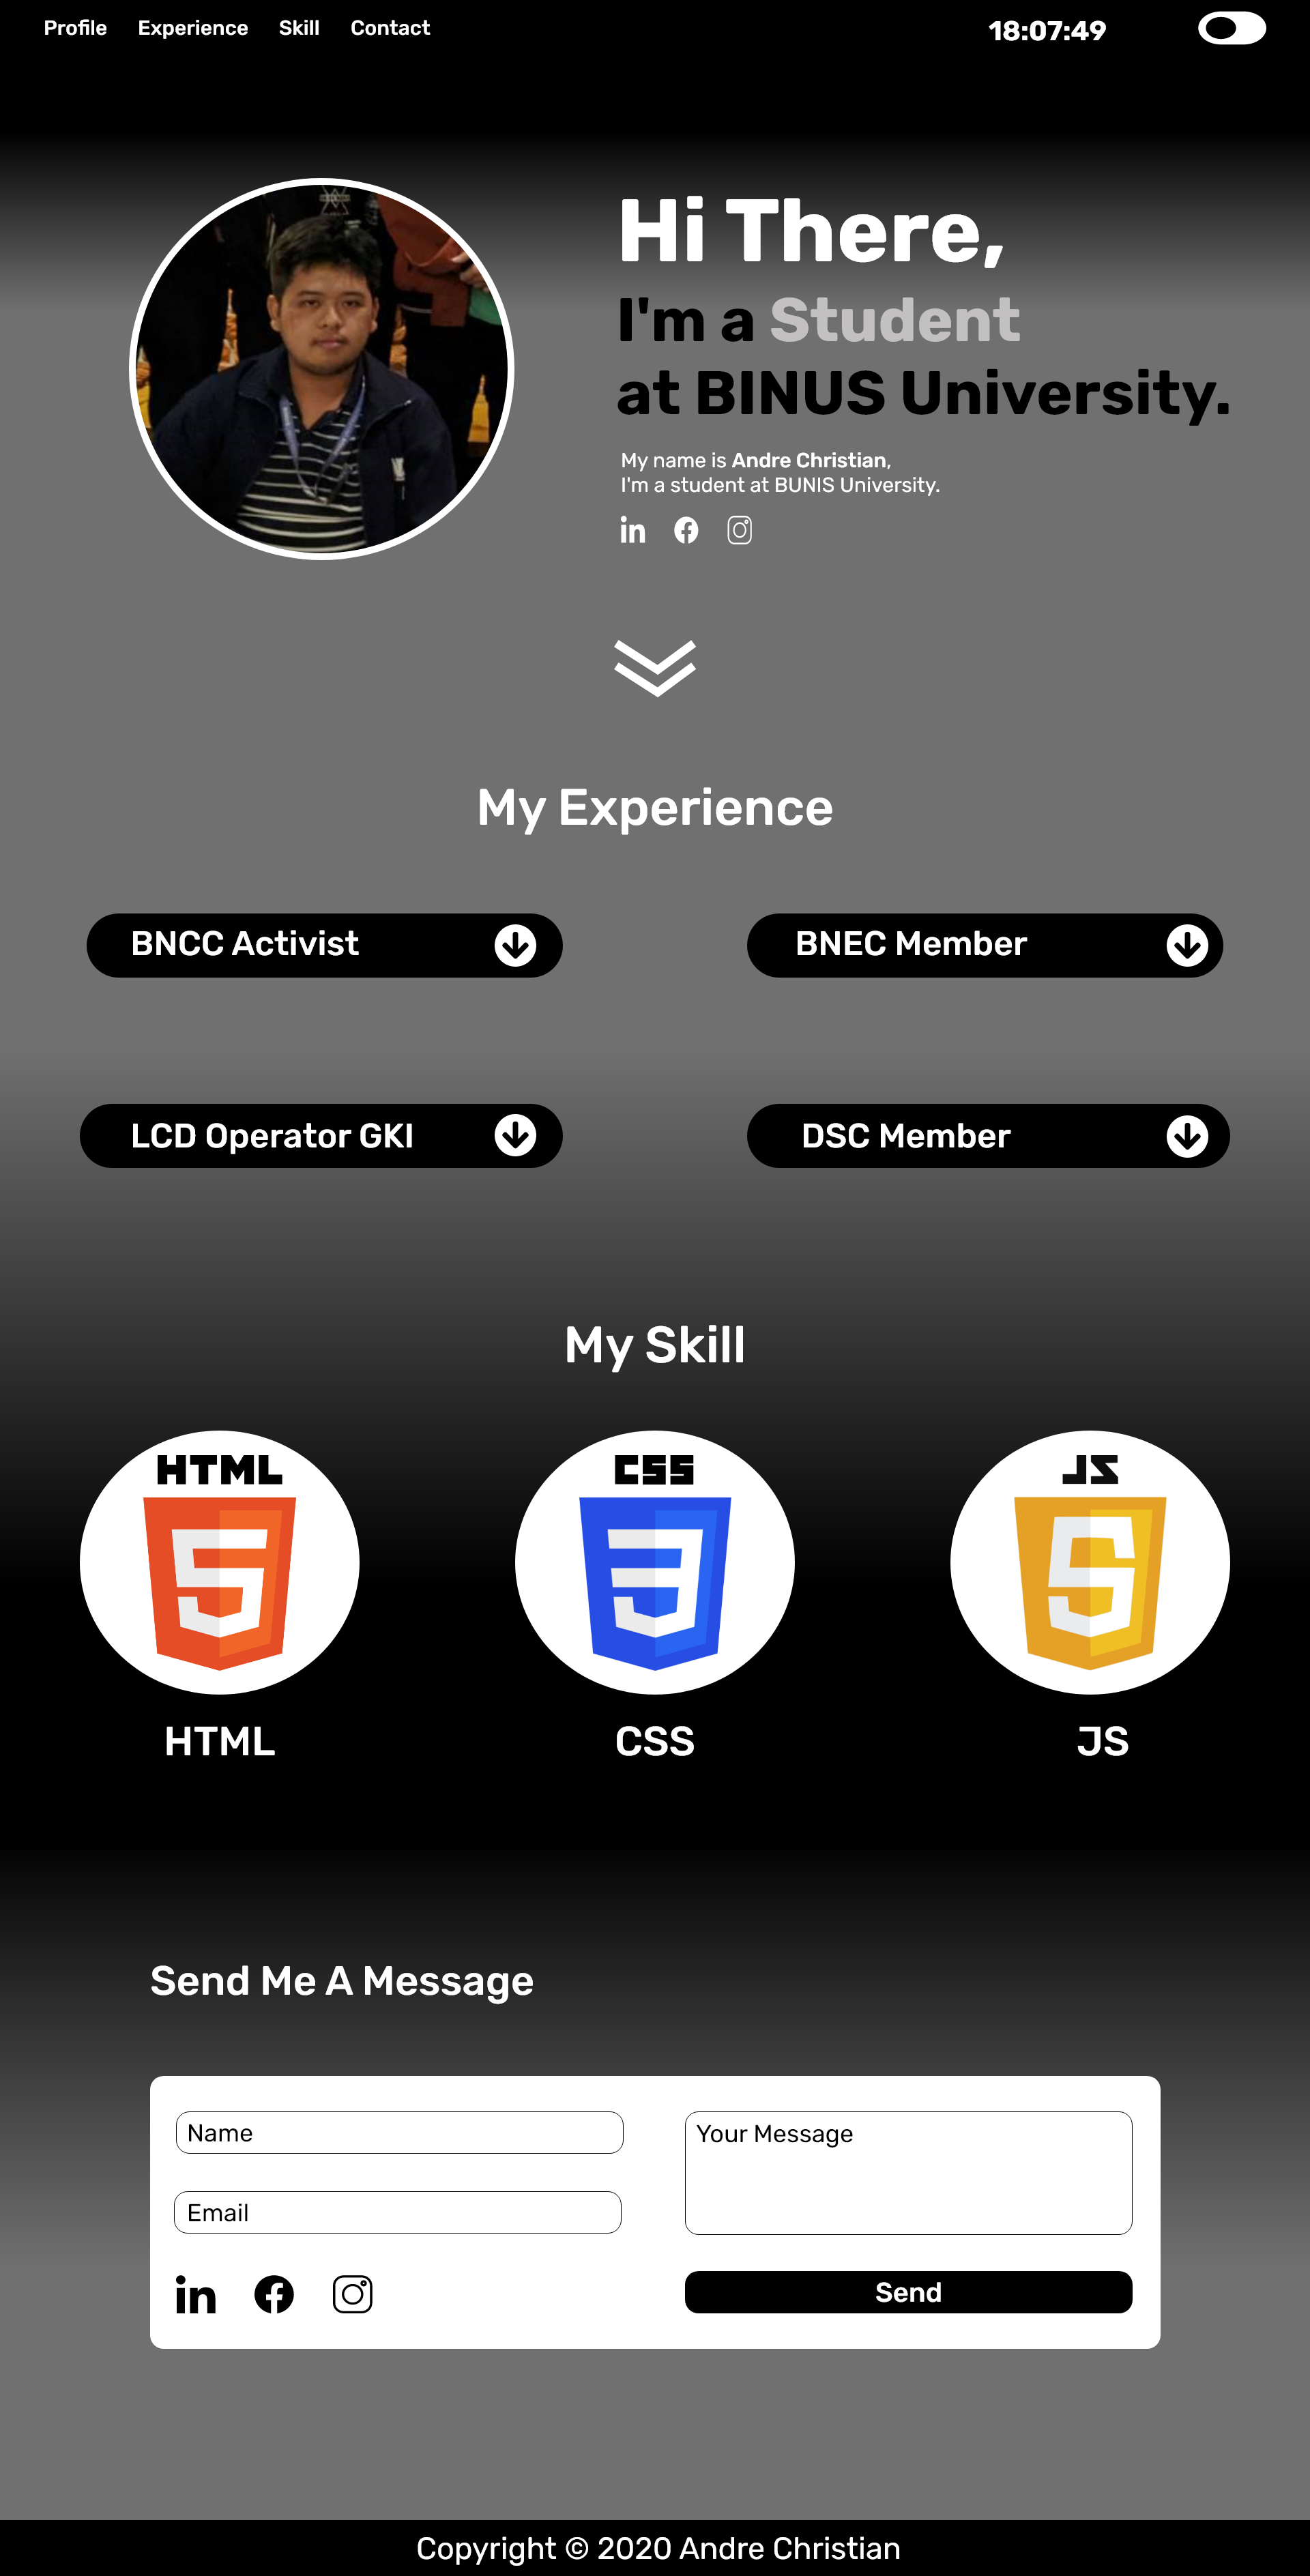 Profile Experience Skill Contact 18:07:49
Hi There,
I'm a Student
at BINUS University.
My name is Andre Christian,
I'm a student at BUNIS University.
My Experience
BNCC Activist
BNEC Member
LCD Operator GKI
DSC Member
My Skill
HTML
CSS
JS
HTML
CSS
JS
Send Me A Message
Name
Your Message
Email
Send
Copyright © 2020 Andre Christian